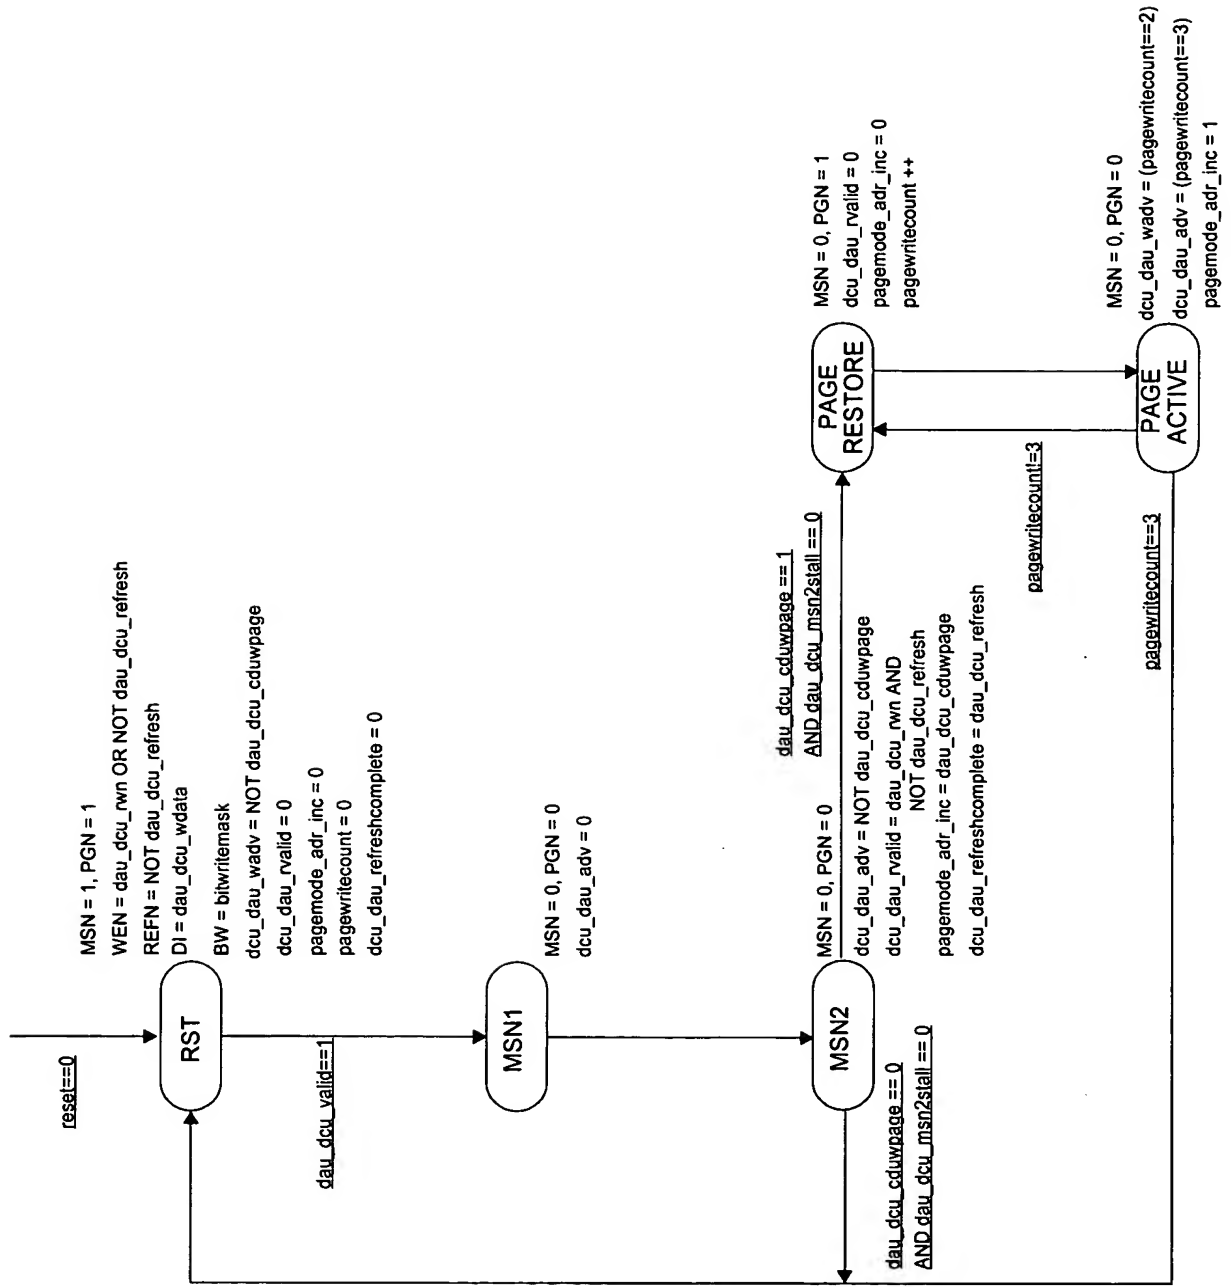 reset==0
RST
MSN = 1, PGN = 1
WEN = dau_dcu_rwn OR NOT dau_dcu_refresh
REFN = NOT dau_dcu_refresh
DI = dau_dcu_wdata
BW = bitwritemask
dcu_dau_wadv = NOT dau_dcu_cduwpage
dcu_dau_rvalid = 0
pagemode_adr_inc = 0
pagewritecount = 0
dcu_dau_refreshcomplete = 0
dau_dcu_valid==1
MSN1
MSN = 0, PGN = 0
dcu_dau_adv = 0
MSN2
MSN = 0, PGN = 0
dcu_dau_adv = NOT dau_dcu_cduwpage
dcu_dau_rvalid = dau_dcu_rwn AND
NOT dau_dcu_refresh
pagemode_adr_inc = dau_dcu_cduwpage
dcu_dau_refreshcomplete = dau_dcu_refresh
dau_dcu_cduwpage == 0
AND dau_dcu_msn2stall == 0
dau_dcu_cduwpage == 1
AND dau_dcu_msn2stall == 0
PAGE
RESTORE
MSN = 0, PGN = 1
dcu_dau_rvalid = 0
pagemode_adr_inc = 0
pagewritecount ++
pagewritecount!=3
pagewritecount==3
PAGE
ACTIVE
MSN = 0, PGN = 0
dcu_dau_wadv = (pagewritecount==2)
dcu_dau_adv = (pagewritecount==3)
pagemode_adr_inc = 1